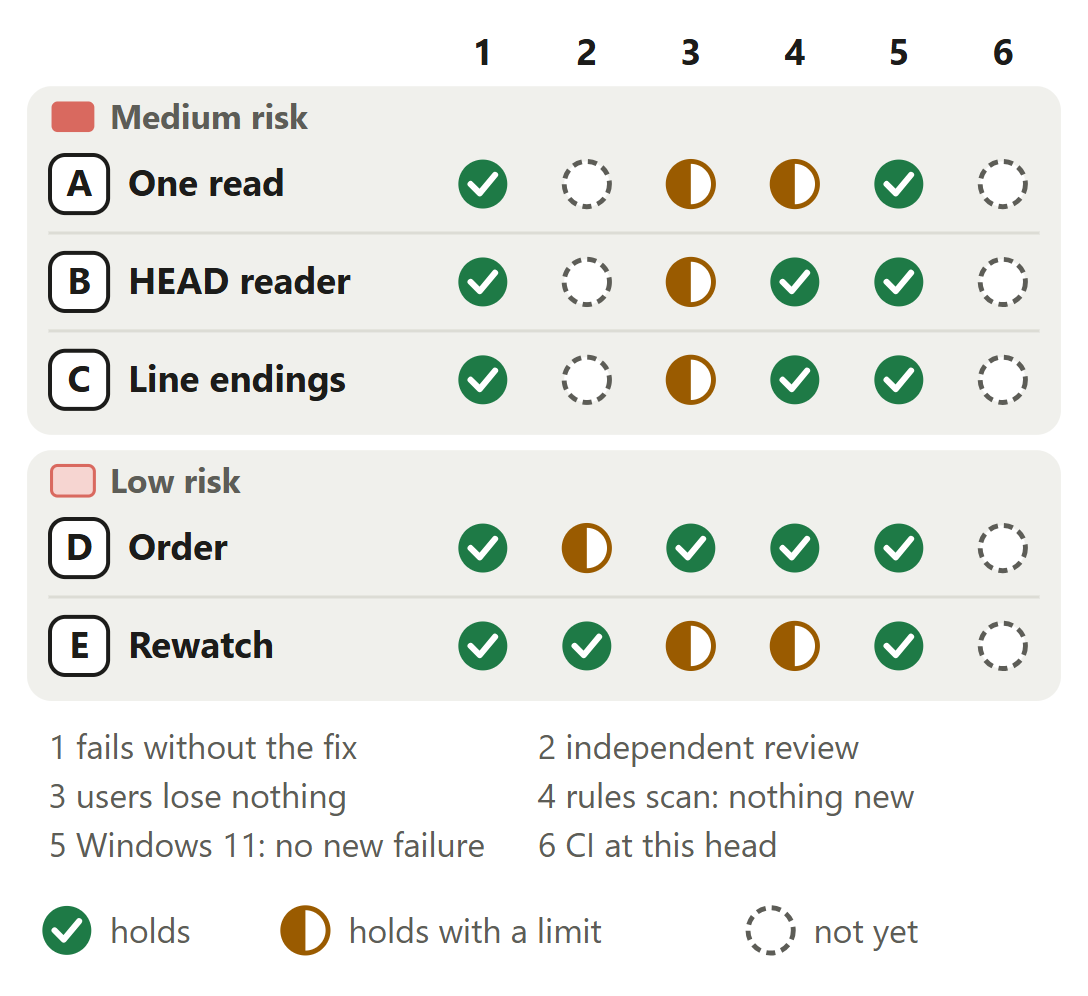 1 2 3 4 5 6
Medium risk
A One read
B HEAD reader
C Line endings
Low risk
D Order
E Rewatch
1 fails without the fix 2 independent review
3 users lose nothing 4 rules scan: nothing new
5 Windows 11: no new failure 6 CI at this head
holds holds with a limit not yet